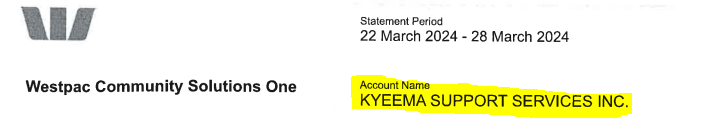 Statement Period
22 March 2024 - 28 March 2024
Westpac Community Solutions One
Account Name
KYEEMA SUPPORT SERVICES INC.